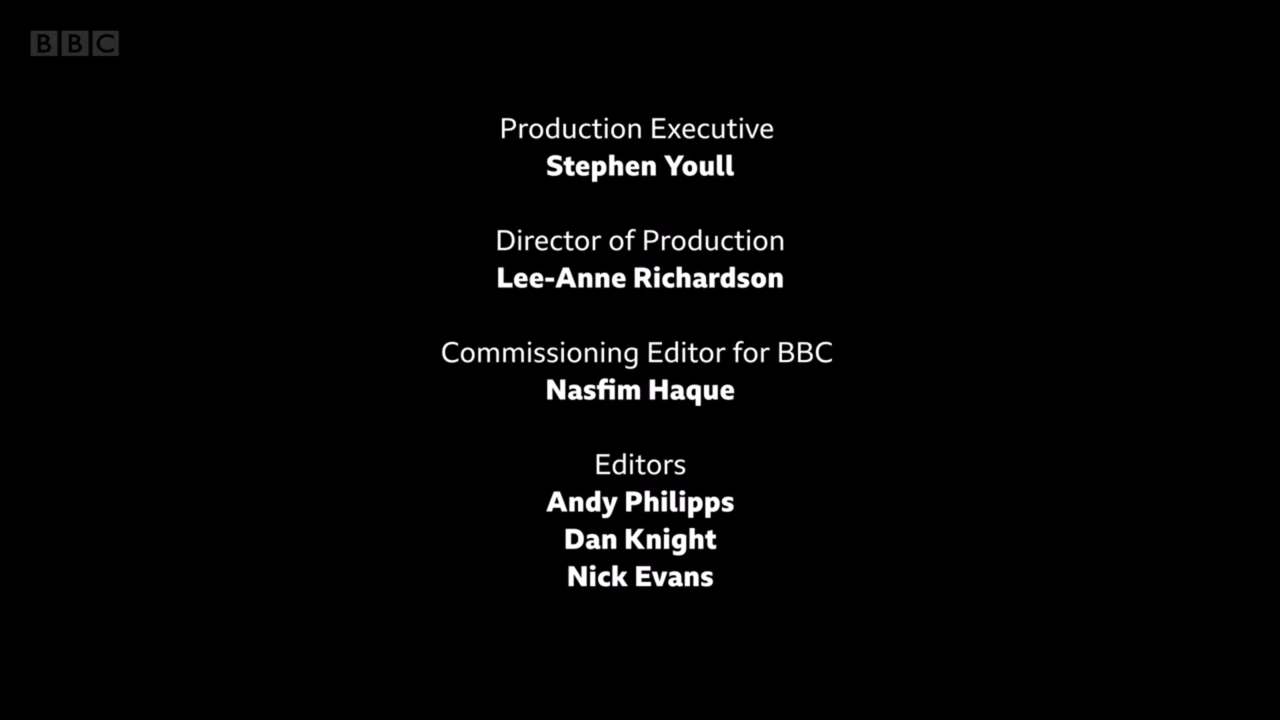 BBC
Production Executive
Stephen Youll
Director of Production
Lee-Anne Richardson
Commissioning Editor for BBC
Nasfim Haque
Editors
Andy Philipps
Dan Knight
Nick Evans